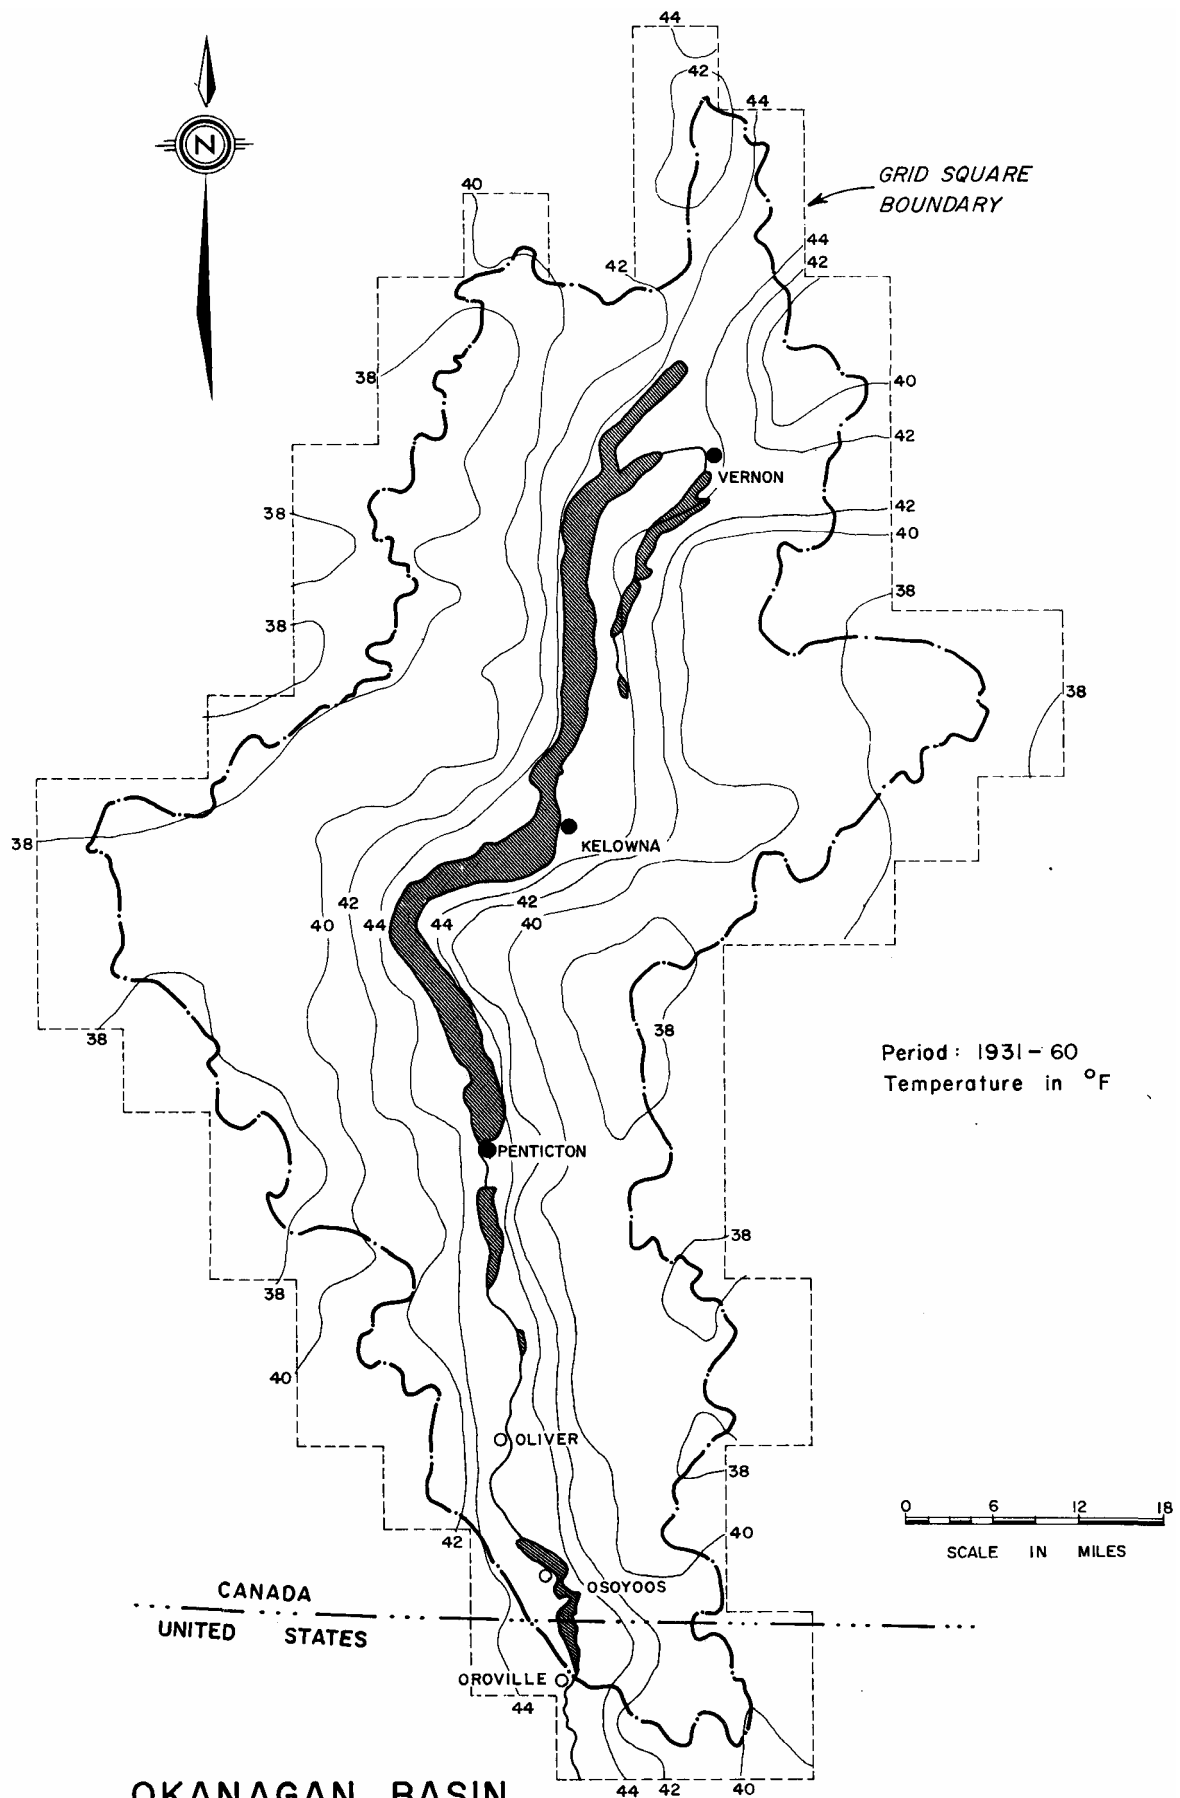 44
42
44
N
GRID SQUARE
BOUNDARY
40
44
42
42
38
40
42
VERNON
38
42
40
38
38
38
KELOWNA
38
42
42
40
44
44
40
38
38
Period: 1931-60
Temperature in °F
PENTICTON
38
38
40
OLIVER
38
0 6 12 18
SCALE IN MILES
42
40
OSOYOOS
CANADA
UNITED STATES
OROVILLE
44
44
42
40
OKANAGAN BASIN